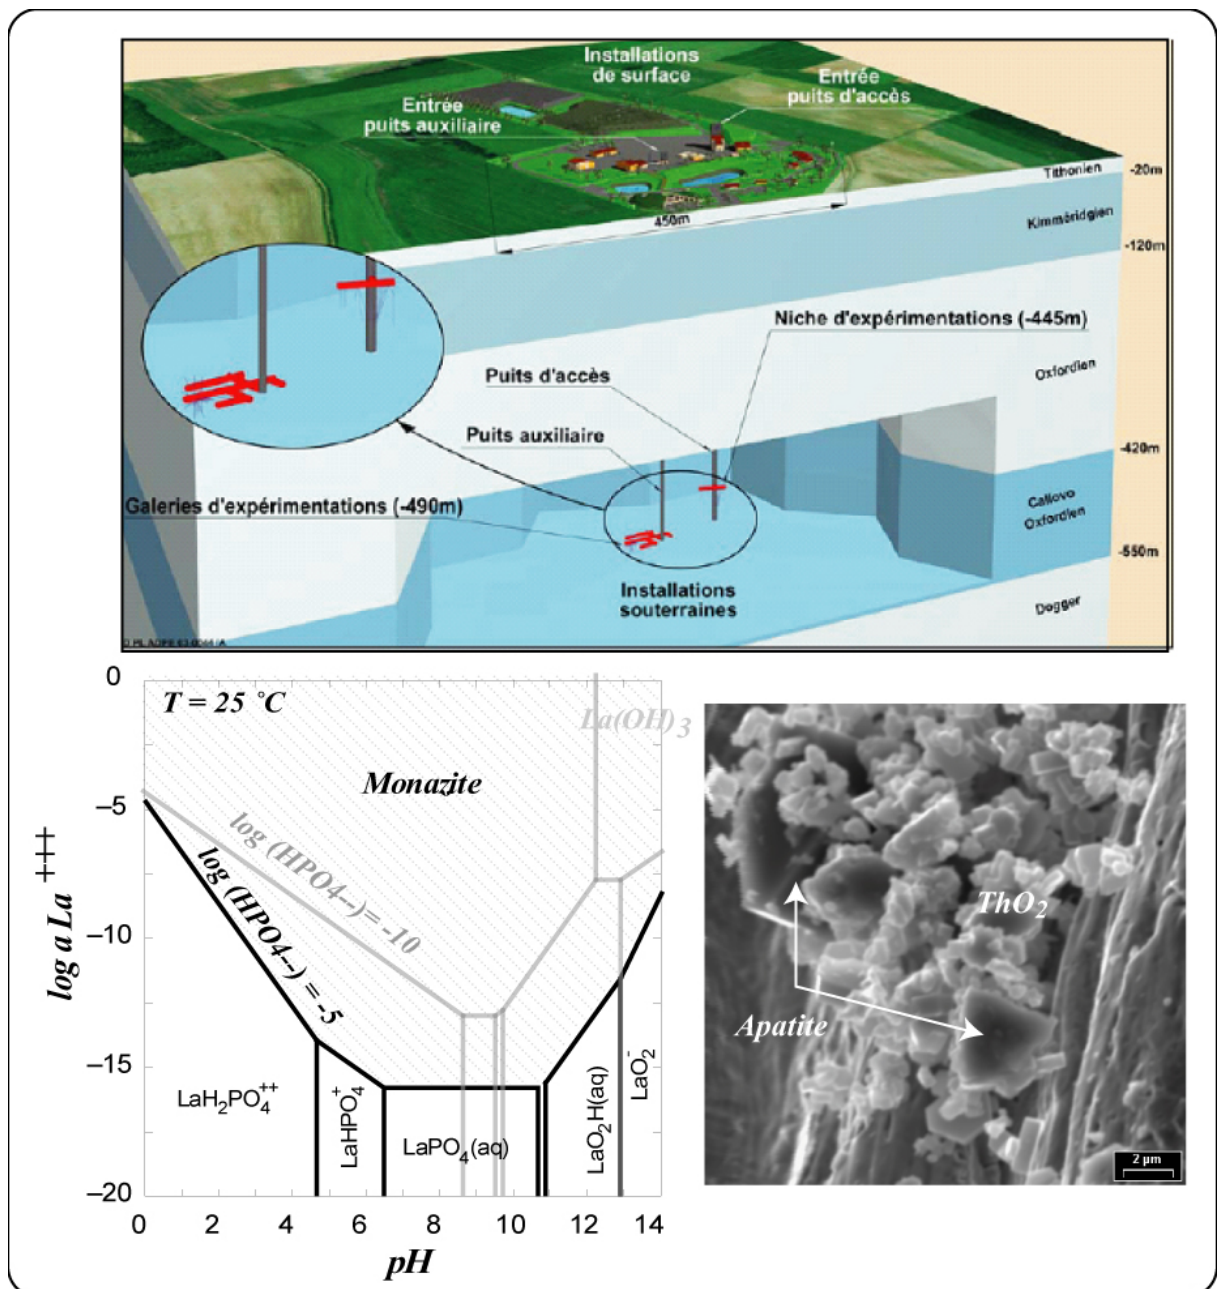 Installations
de surface
Entrée
puits d'accès
Entrée
puits auxiliaire
450m
Tithonien
-20m
Kimméridgien
-120m
Niche d'expérimentations (-445m)
Oxfordien
Puits d'accès
Puits auxiliaire
-420m
Galeries d'expérimentations (-490m)
Callovo
Oxfordien
-550m
Installations
souterraines
Dogger
T = 25 °C
La(OH)3
Monazite
log (HPO4--) = -10
log (HPO4--) = -5
log a La+++
0
–5
–10
–15
–20
LaH2PO4++
LaHPO4+
LaPO4(aq)
LaO2H(aq)
LaO2-
0 2 4 6 8 10 12 14
pH
ThO2
Apatite
2 µm